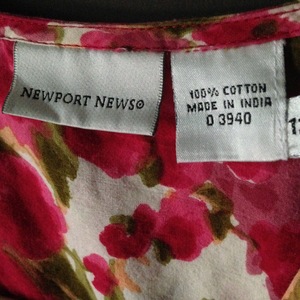 NEWPORT NEWS
100% COTTON
MADE IN INDIA
0 3940